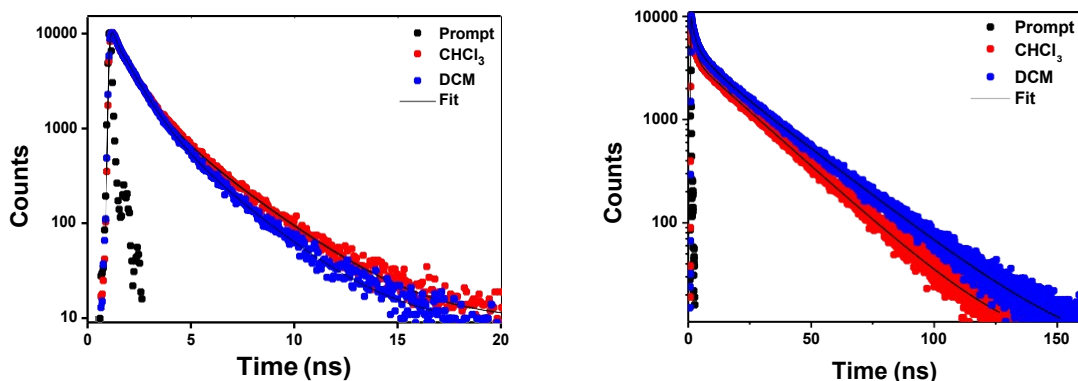 10000
1000
100
10
Counts
0
5
10
15
20
Time (ns)
Prompt
CHCl₃
DCM
Fit
10000
1000
100
Counts
0
50
100
150
Time (ns)
Prompt
CHCl₃
DCM
Fit